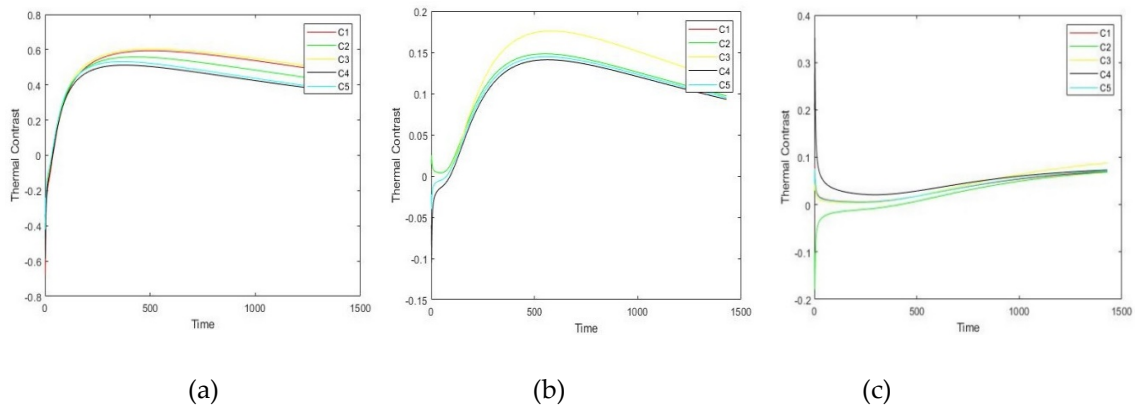 0.8
0.6
0.4
0.2
0
-0.2
-0.4
-0.6
-0.8
Thermal Contrast
0
500
1000
1500
Time
C1
C2
C3
C4
C5
(a)
0.2
0.15
0.1
0.05
0
-0.05
-0.1
0.15
Thermal Contrast
0
500
1000
1500
Time
C1
C2
C3
C4
C5
(b)
0.4
0.3
0.2
0.1
0
-0.1
-0.2
Thermal Contrast
0
500
1000
1500
Time
C1
C2
C3
C4
C5
(c)